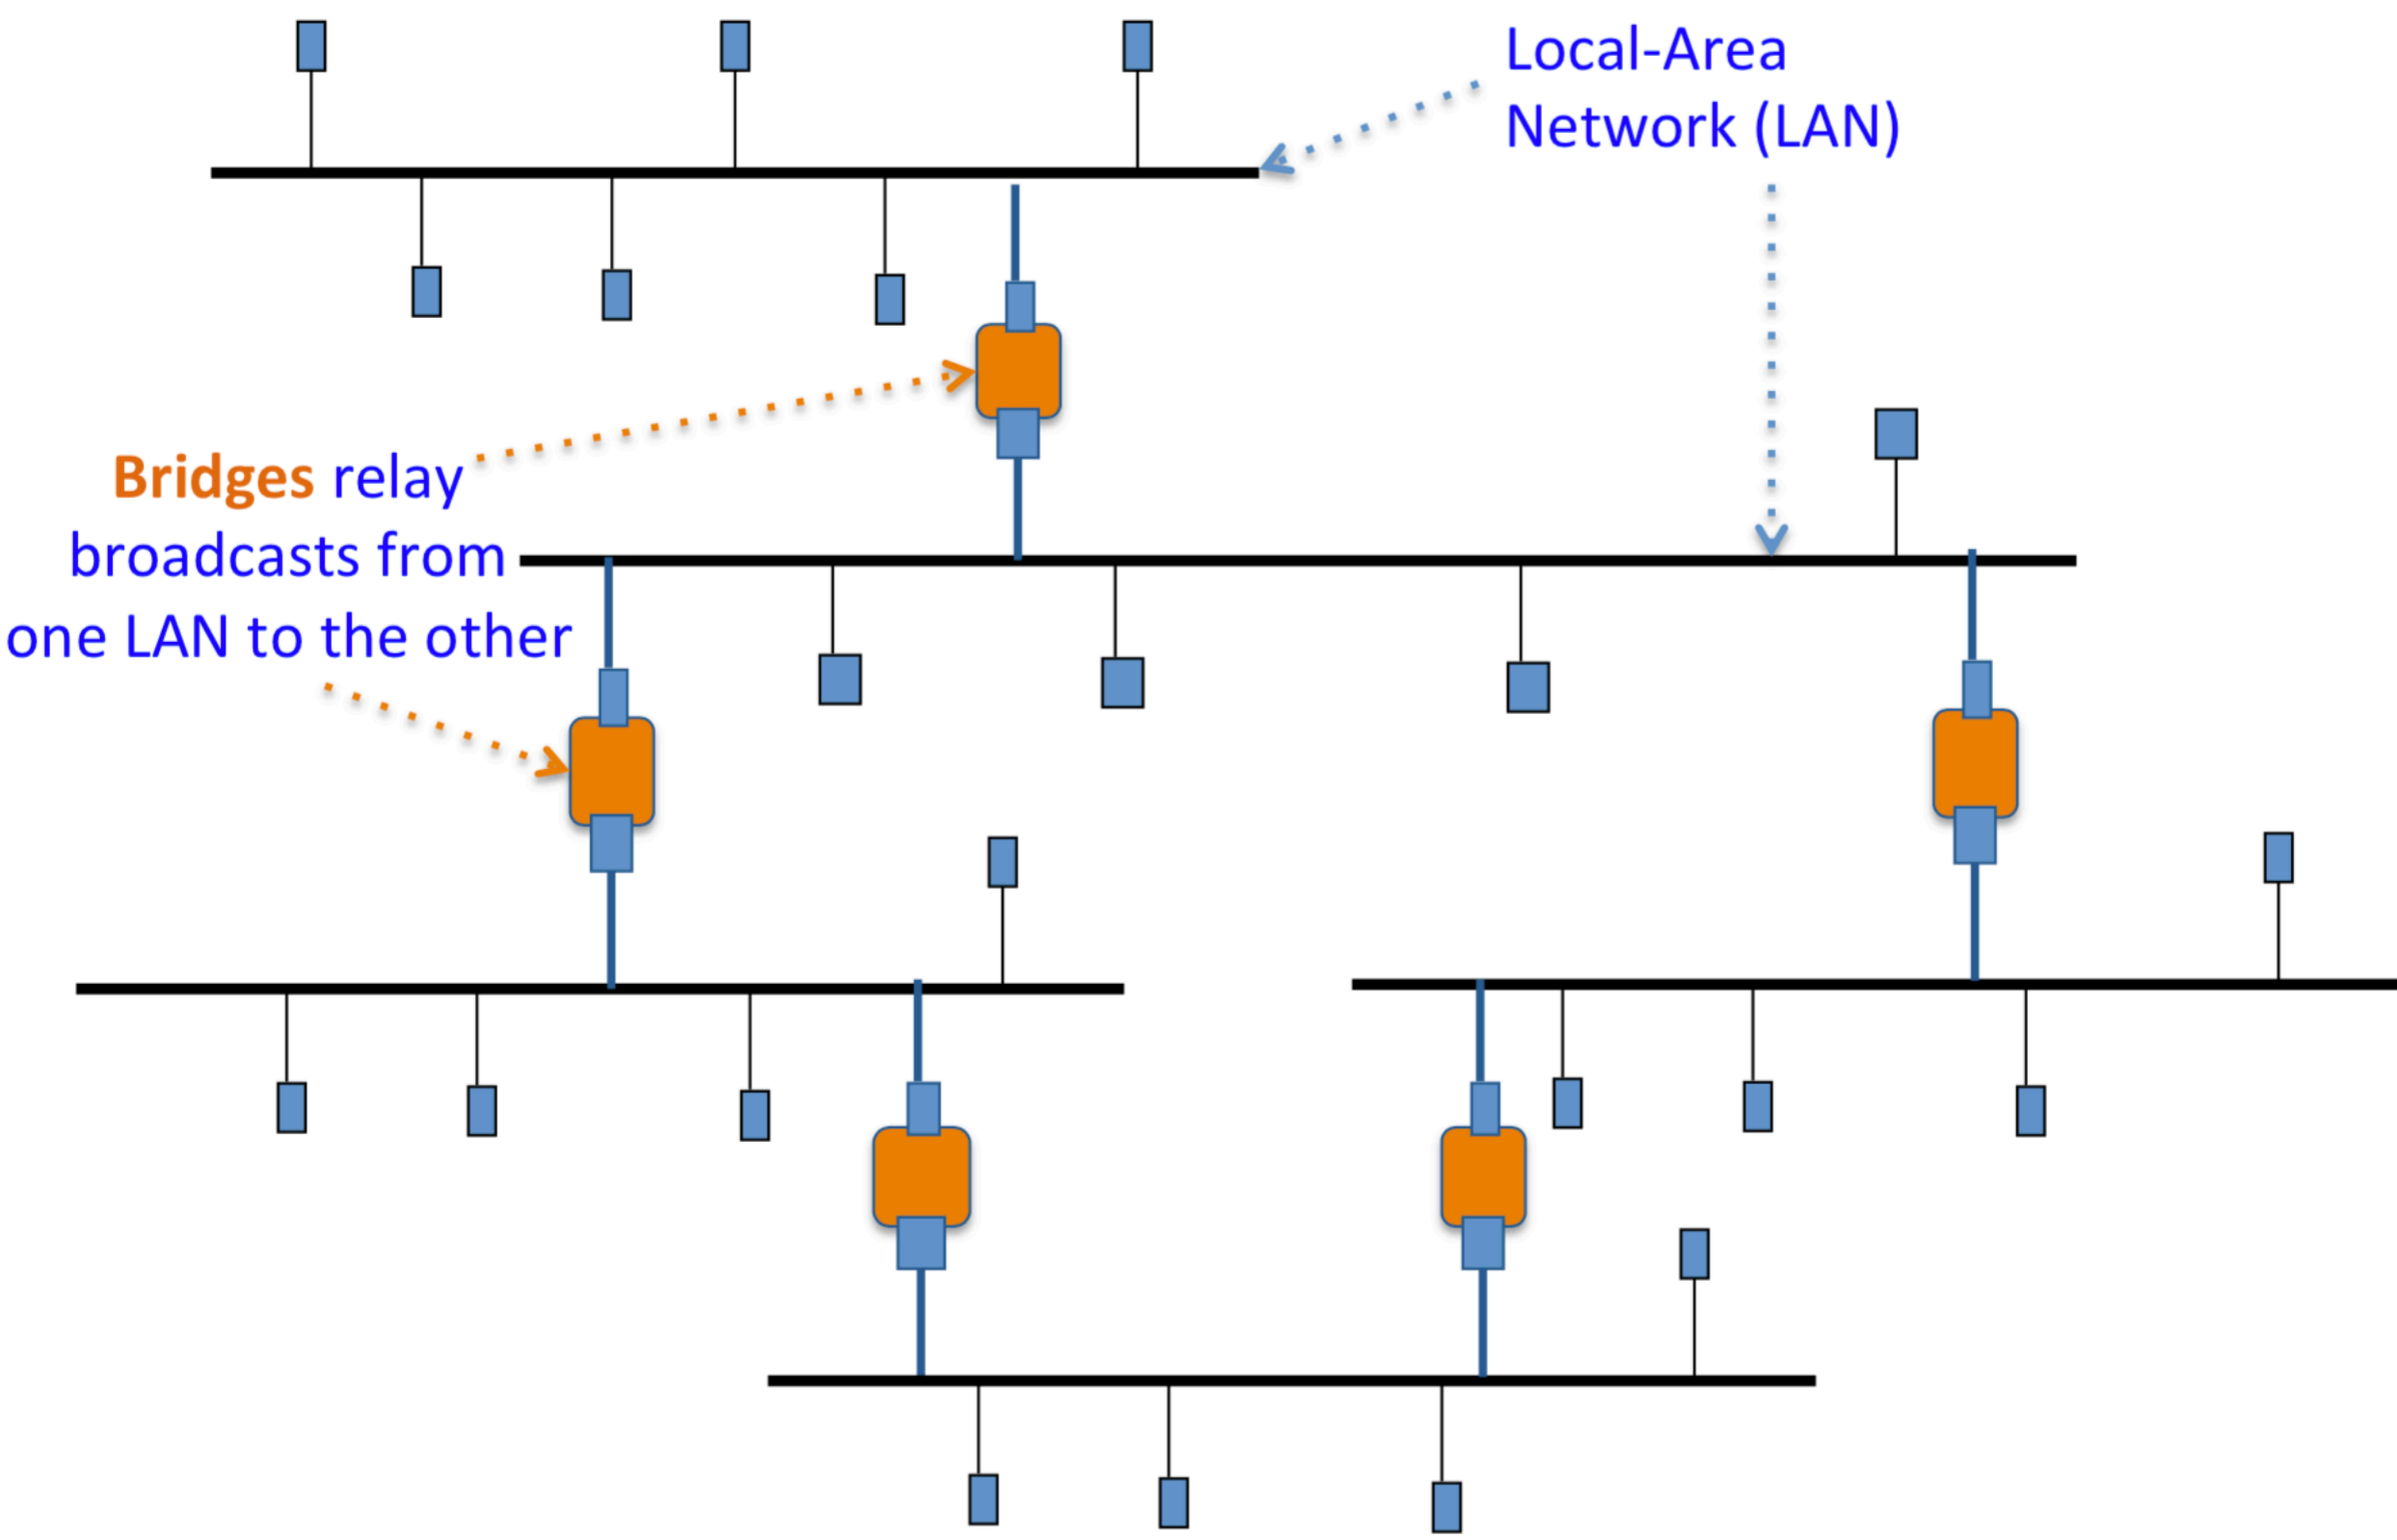 Local-Area
Network (LAN)
Bridges relay
broadcasts from
one LAN to the other